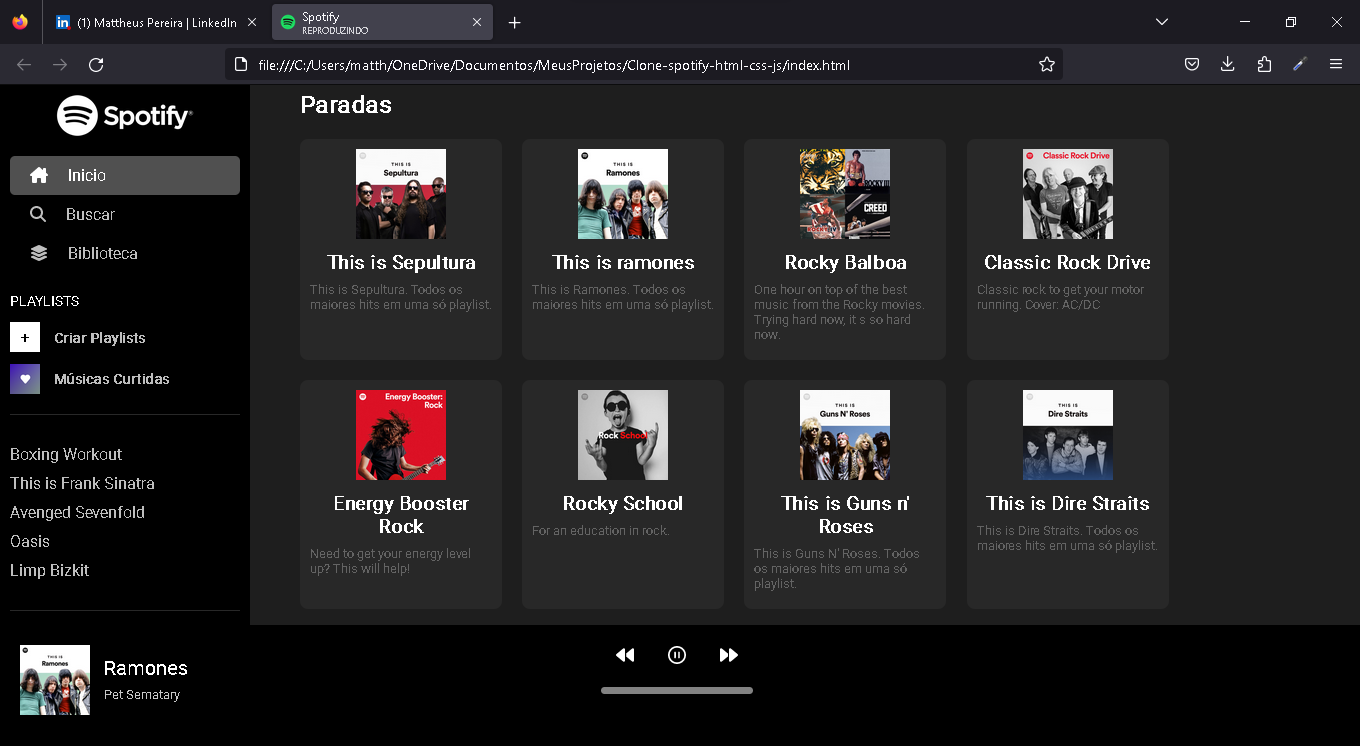 (1) Mattheus Pereira | LinkedIn
Spotify
REPRODUZINDO
file:///C:/Users/matth/OneDrive/Documentos/MeusProjetos/Clone-spotify-html-css-js/index.html
Spotify
Inicio
Buscar
Biblioteca
PLAYLISTS
+ Criar Playlists
Músicas Curtidas
Boxing Workout
This is Frank Sinatra
Avenged Sevenfold
Oasis
Limp Bizkit
Paradas
THIS IS
Sepultura
This is Sepultura
This is Sepultura. Todos os
maiores hits em uma só playlist.
THIS IS
Ramones
This is ramones
This is Ramones. Todos os
maiores hits em uma só playlist.
CREED
Rocky Balboa
One hour on top of the best
music from the Rocky movies.
Trying hard now, it s so hard
now.
Classic Rock Drive
Classic Rock Drive
Classic rock to get your motor
running. Cover: AC/DC
Energy Booster:
Rock
Energy Booster
Rock
Need to get your energy level
up? This will help!
Rock School
Rocky School
For an education in rock.
THIS IS
Guns N' Roses
This is Guns n'
Roses
This is Guns N' Roses. Todos
os maiores hits em uma só
playlist.
THIS IS
Dire Straits
This is Dire Straits
This is Dire Straits. Todos os
maiores hits em uma só playlist.
THIS IS
Ramones
Ramones
Pet Sematary